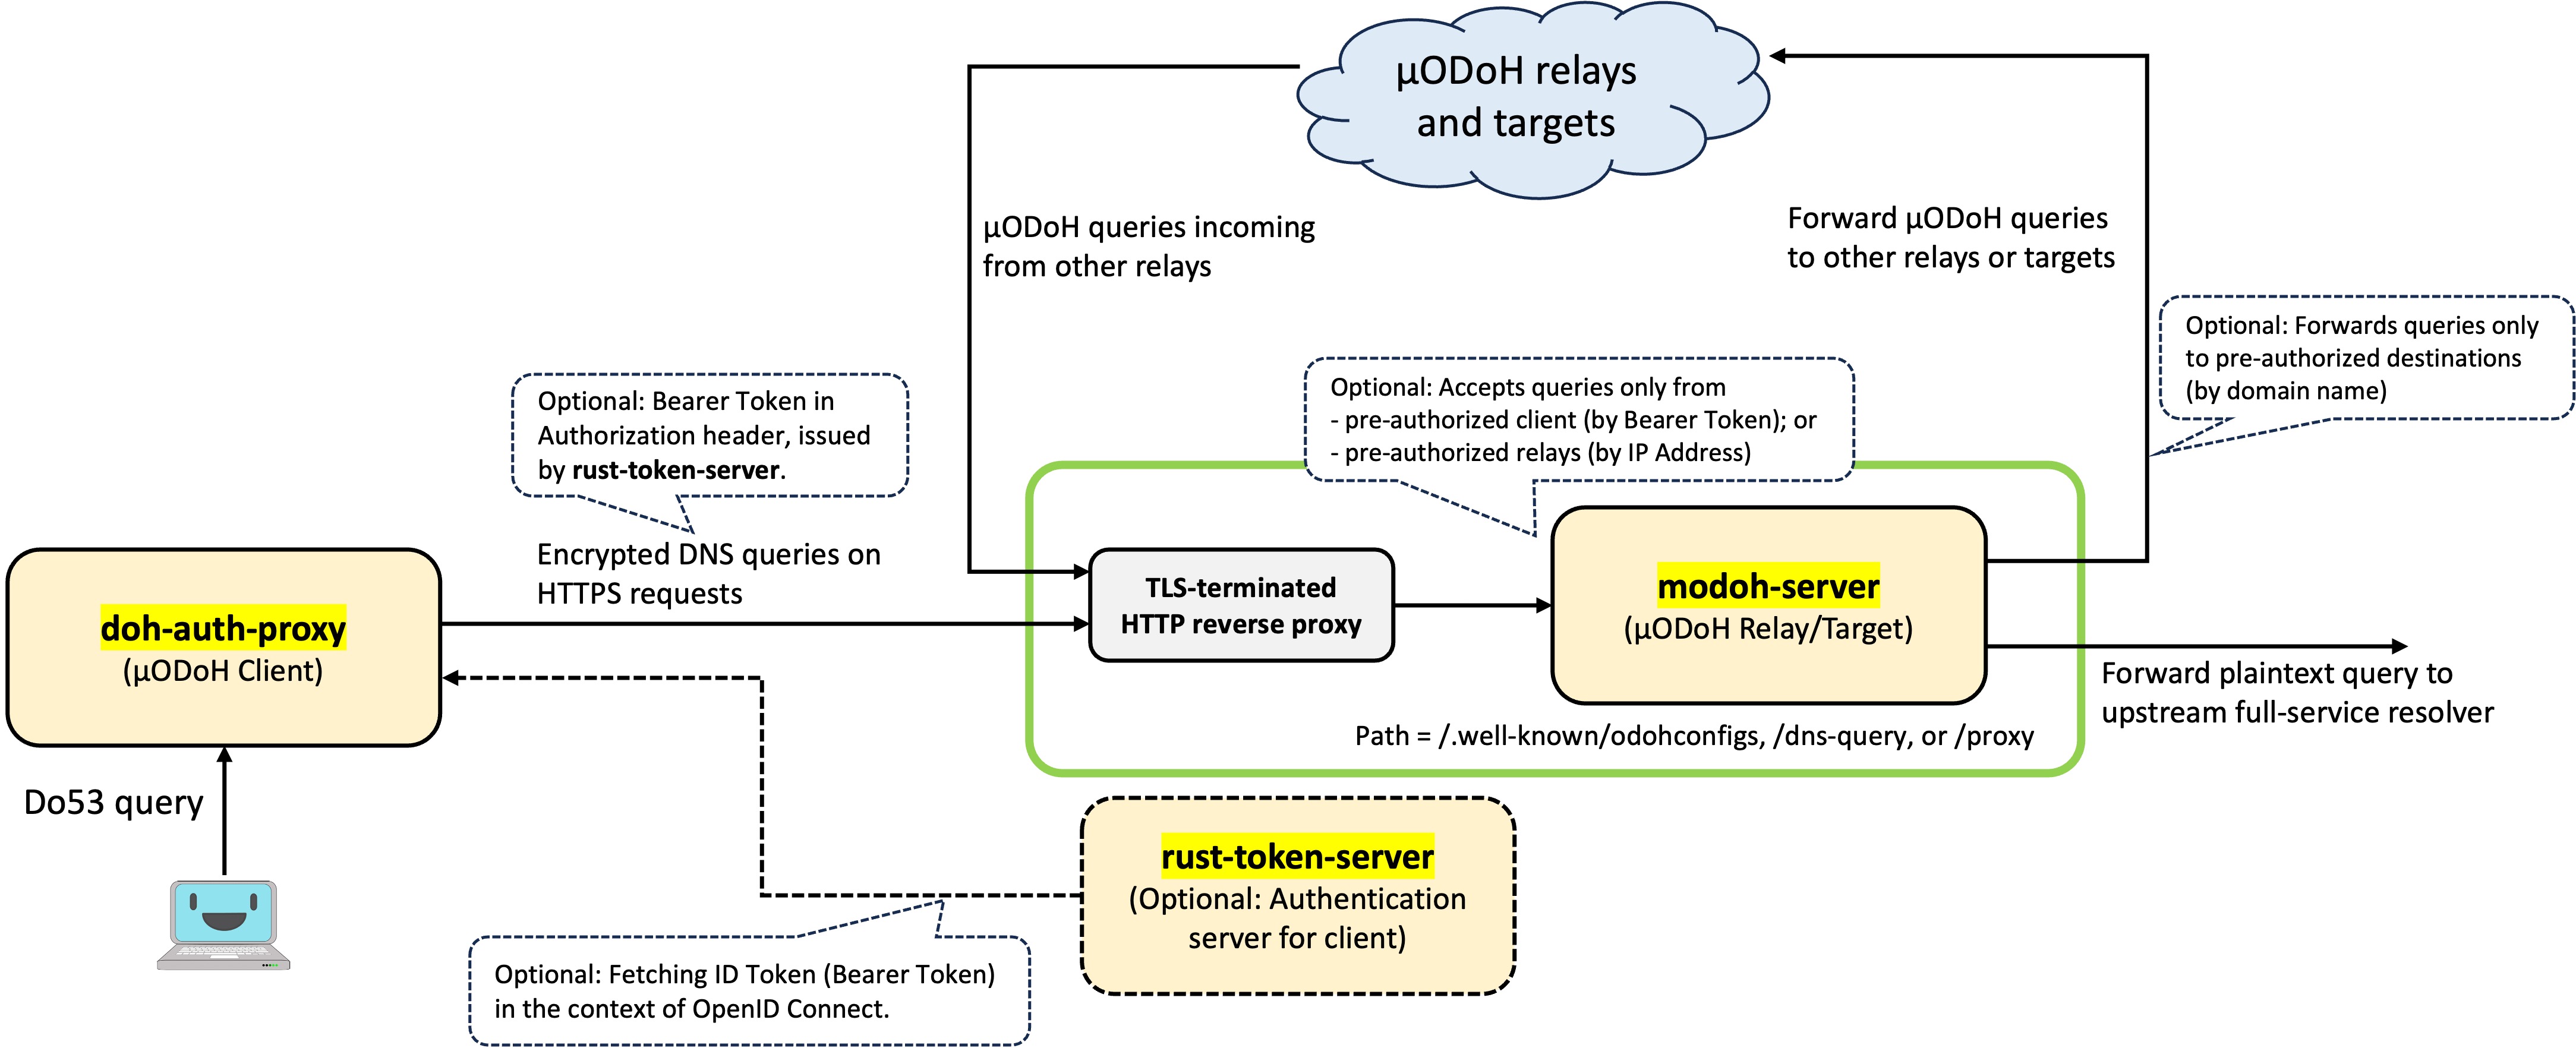 µODoH relays
and targets
µODoH queries incoming
from other relays
Forward µODoH queries
to other relays or targets
Optional: Forwards queries only
to pre-authorized destinations
(by domain name)
Optional: Accepts queries only from
- pre-authorized client (by Bearer Token); or
- pre-authorized relays (by IP Address)
Optional: Bearer Token in
Authorization header, issued
by rust-token-server.
Encrypted DNS queries on
HTTPS requests
doh-auth-proxy
(µODoH Client)
TLS-terminated
HTTP reverse proxy
modoh-server
(µODoH Relay/Target)
Forward plaintext query to
upstream full-service resolver
Path = /.well-known/odohconfigs, /dns-query, or /proxy
Do53 query
rust-token-server
(Optional: Authentication
server for client)
Optional: Fetching ID Token (Bearer Token)
in the context of OpenID Connect.